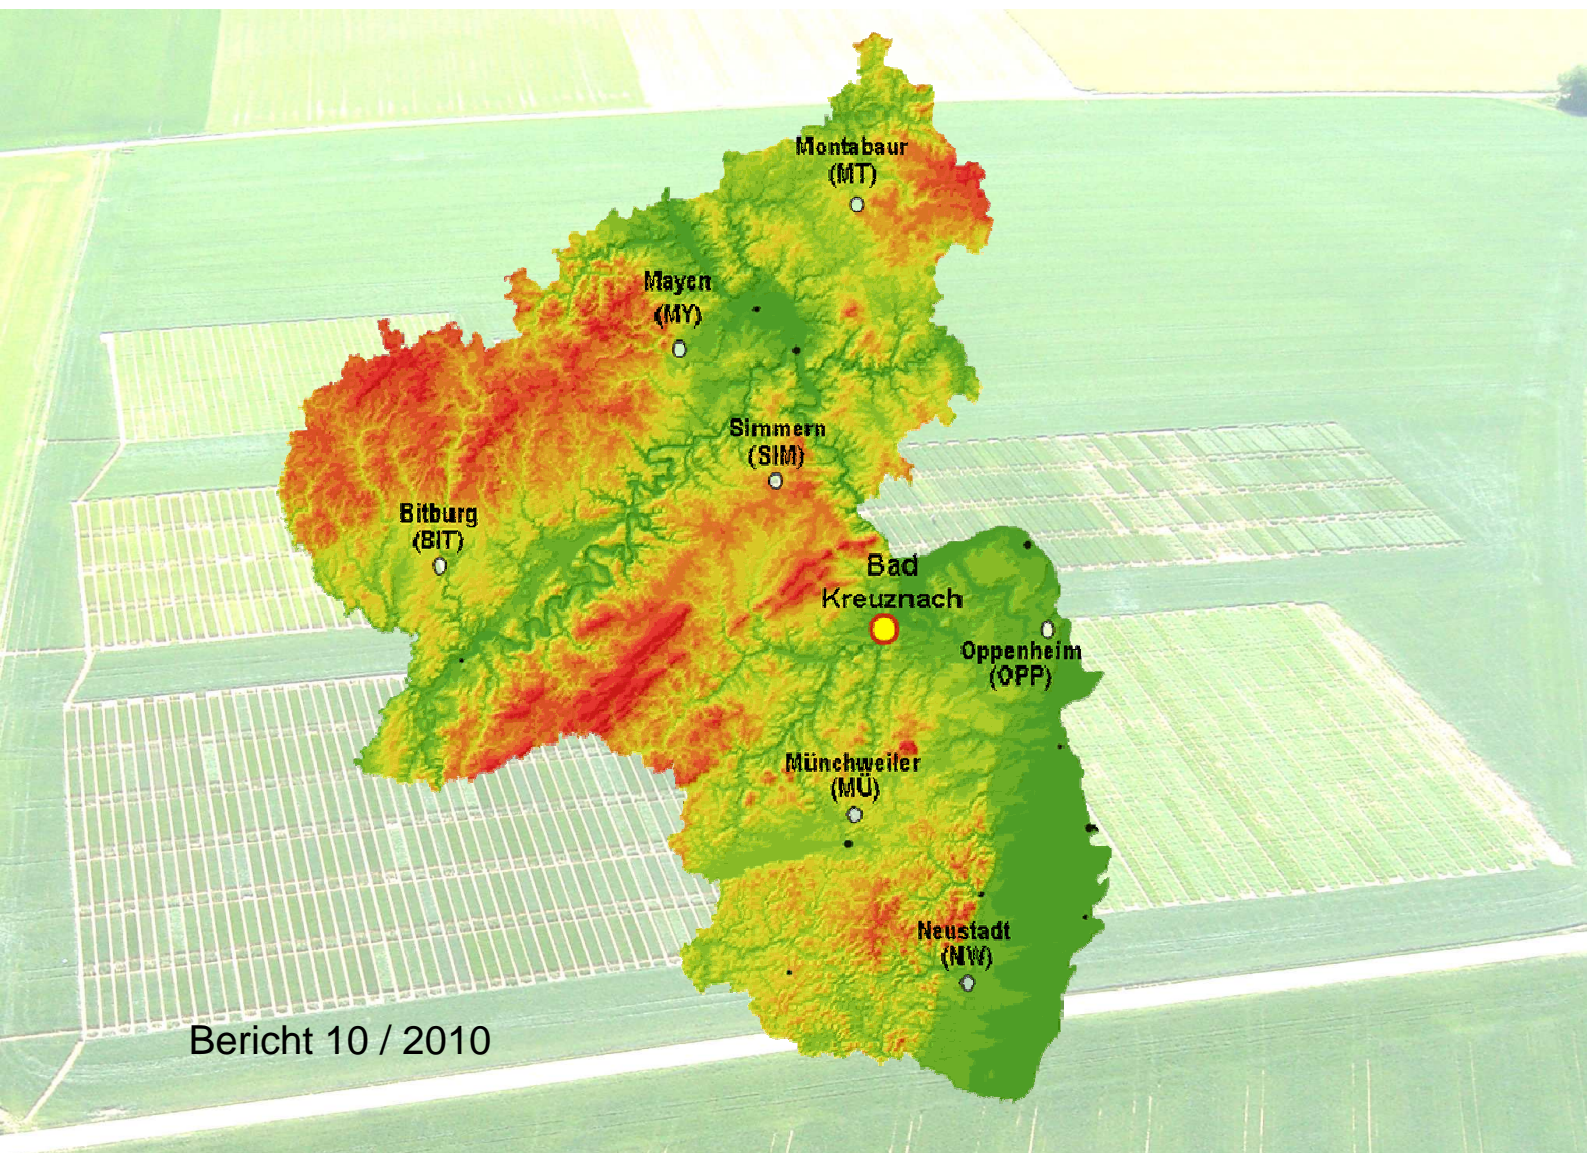 Montabaur
(MT)
Mayen
(MY)
Simmern
(SIM)
Bitburg
(BIT)
Bad
Kreuznach
Oppenheim
(OPP)
Münchweiler
(MÜ)
Neustadt
(NW)
Bericht 10 / 2010